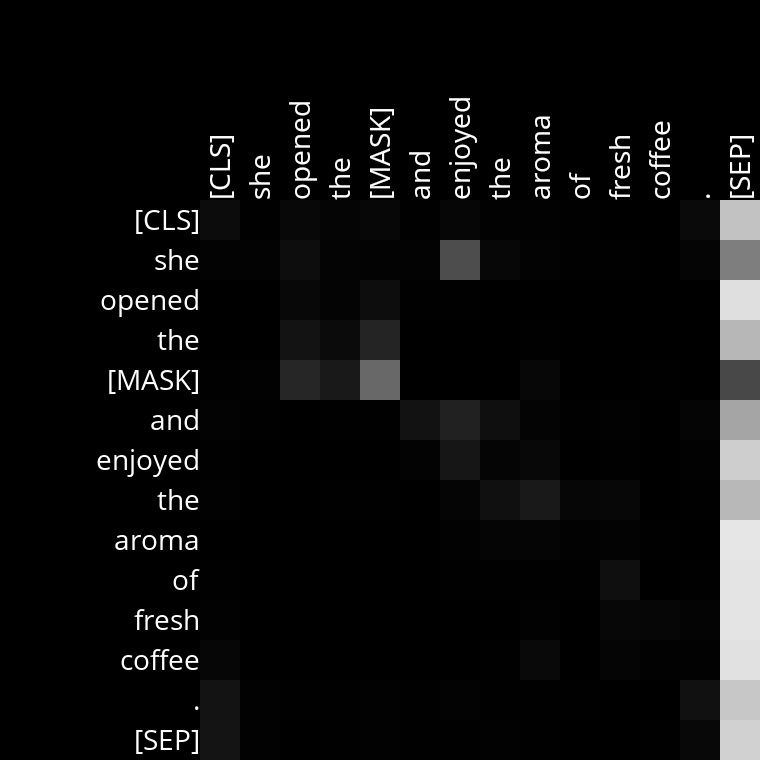 [CLS] she opened the [MASK] and enjoyed the aroma of fresh coffee . [SEP]
[CLS]
she
opened
the
[MASK]
and
enjoyed
the
aroma
of
fresh
coffee
.
[SEP]